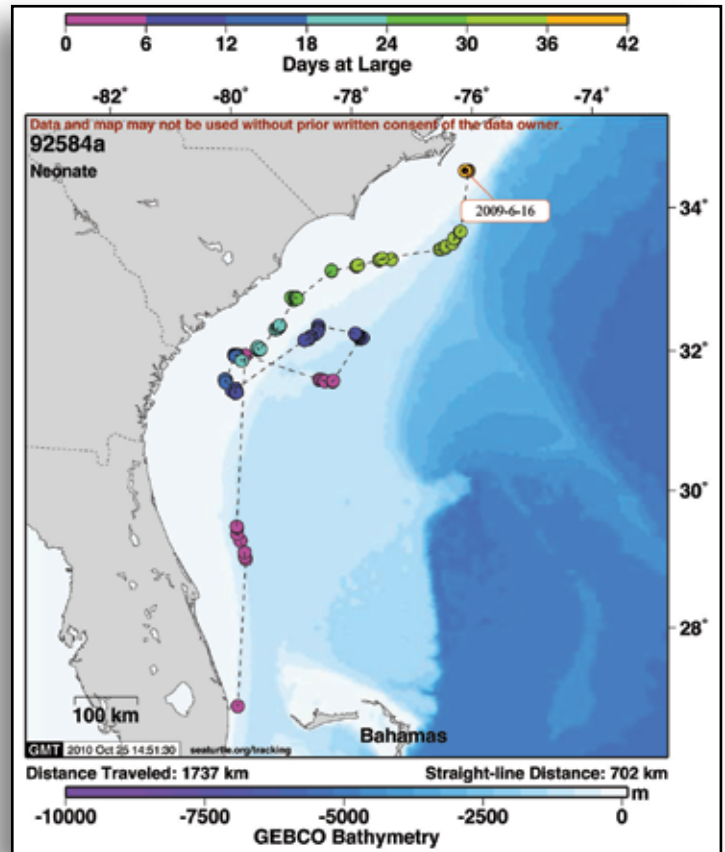 0 6 12 18 24 30 36 42
Days at Large
-82° -80° -78° -76° -74°
Data and map may not be used without prior written consent of the data owner.
92584a
Neonate
2009-6-16
34°
32°
30°
28°
100 km
Bahamas
GMT 2010 Oct 25 14:51:30 seaturtle.org/tracking
Distance Traveled: 1737 km Straight-line Distance: 702 km
m
-10000 -7500 -5000 -2500 0
GEBCO Bathymetry